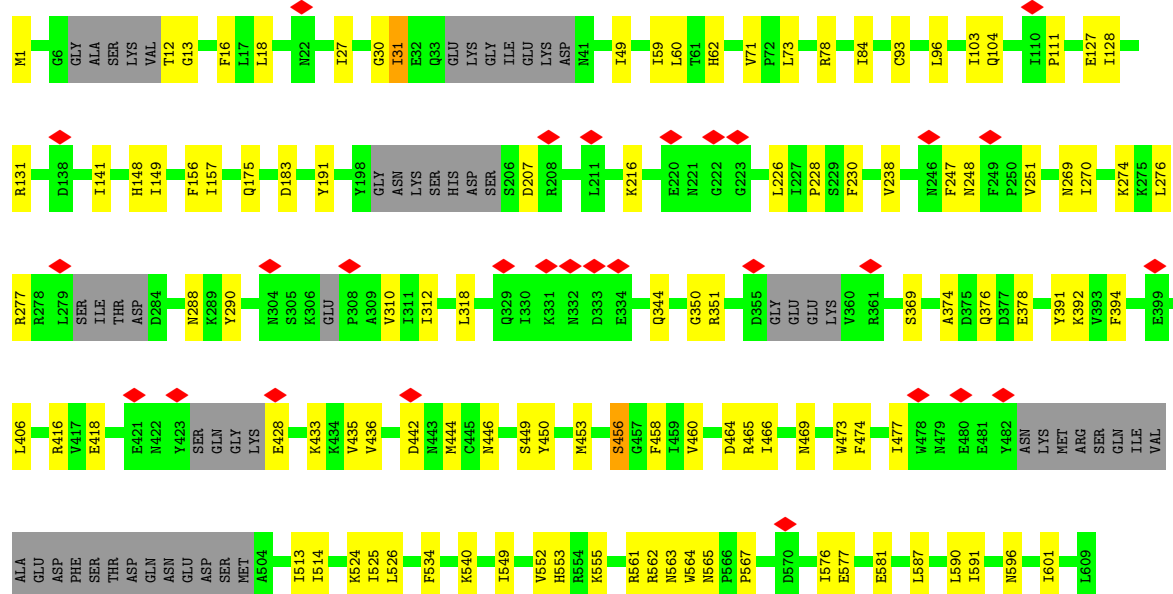 M1 G6 GLY ALA SER LYS VAL T12 G13 F16 L17 L18 N22 I27 G30 I31 E32 Q33 GLU LYS GLY ILE GLU LYS ASP N41 I49 I59 L60 T61 H62 V71 P72 L73 R78 I84 C93 L96 I103 Q104 I110 P111 E127 I128
R131 D138 I141 H148 I149 F156 I157 Q175 D183 Y191 Y198 GLY ASN LYS SER HIS ASP SER S206 D207 R208 L211 K216 E220 N221 G222 G223 L226 I227 P228 S229 F230 V238 N246 F247 N248 F249 P250 V251 N269 I270 K274 K275 L276
R277 R278 L279 SER ILE THR ASP D284 N288 K289 Y290 N304 S305 K306 GLU P308 A309 V310 I311 I312 L318 Q329 I330 K331 N332 D333 E334 Q344 G350 R351 D355 GLY GLU GLU LYS V360 R361 S369 A374 D375 Q376 D377 E378 Y391 K392 V393 F394 E399
L406 R416 V417 E418 E421 N422 Y423 SER GLN GLY LYS E428 K433 K434 V435 V436 D442 N443 M444 C445 N446 S449 Y450 M453 S456 G457 F458 I459 V460 D464 R465 I466 N469 W473 F474 I477 W478 N479 E480 E481 Y482 ASN LYS MET ARG SER GLN ILE VAL
ALA GLU ASP PHE SER THR ASP GLN ASN GLU ASP SER MET A504 I513 I514 K524 I525 L526 F534 K540 I549 V552 H553 R554 K555 R561 R562 N563 W564 N565 P566 P567 D570 I576 E577 E581 L587 L590 I591 N596 I601 L609